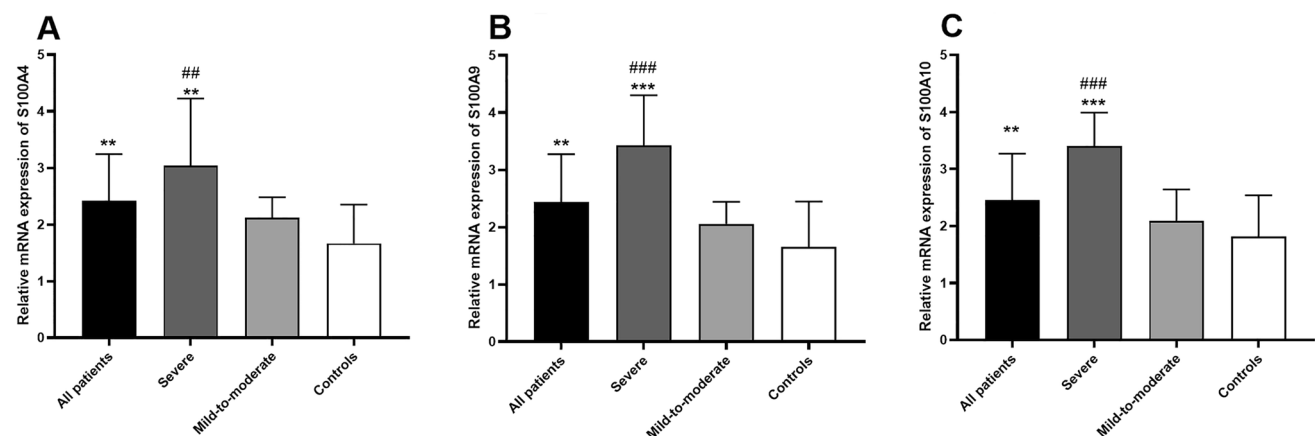 A
Relative mRNA expression of S100A4
5
4
3
2
1
0
**
##
**
All patients
Severe
Mild-to-moderate
Controls
B
Relative mRNA expression of S100A9
5
4
3
2
1
0
**
###
***
All patients
Severe
Mild-to-moderate
Controls
C
Relative mRNA expression of S100A10
5
4
3
2
1
0
**
###
***
All patients
Severe
Mild-to-moderate
Controls